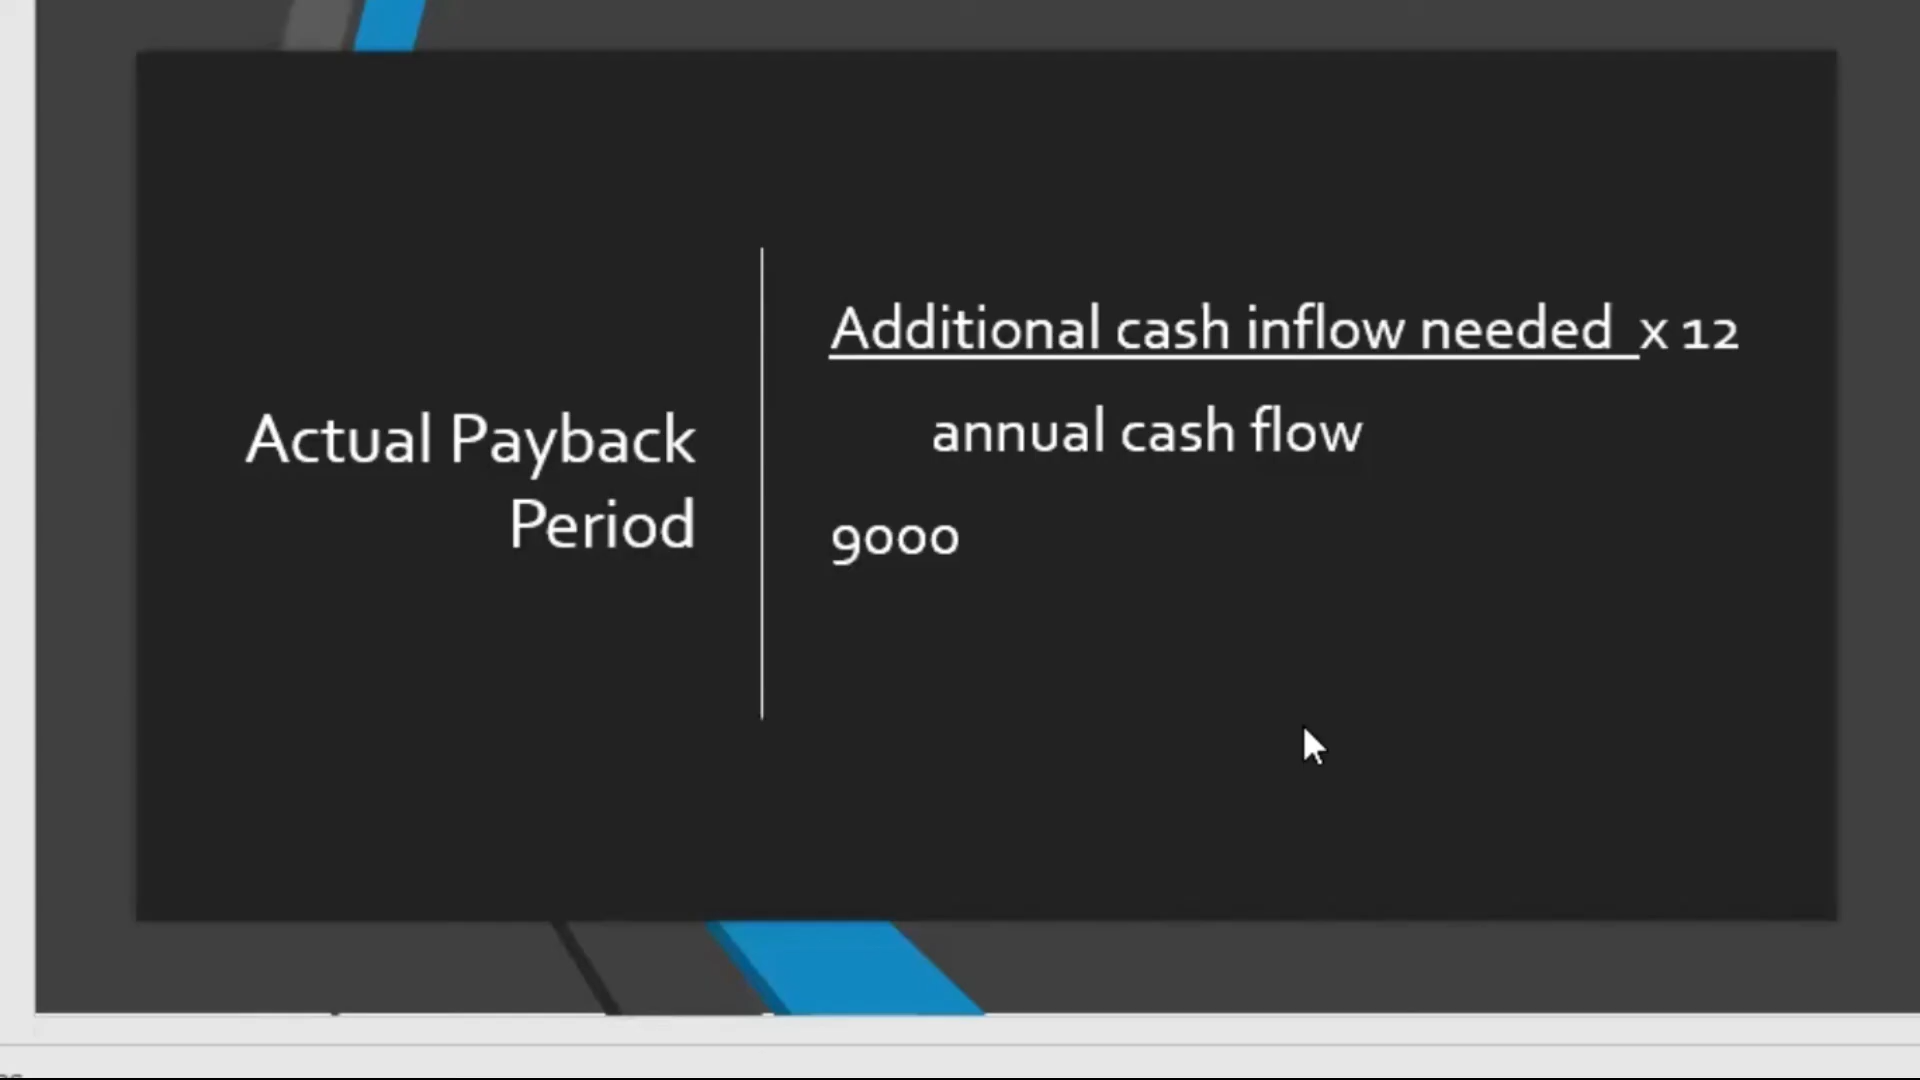 Actual Payback
Period
Additional cash inflow needed x 12
annual cash flow
9000